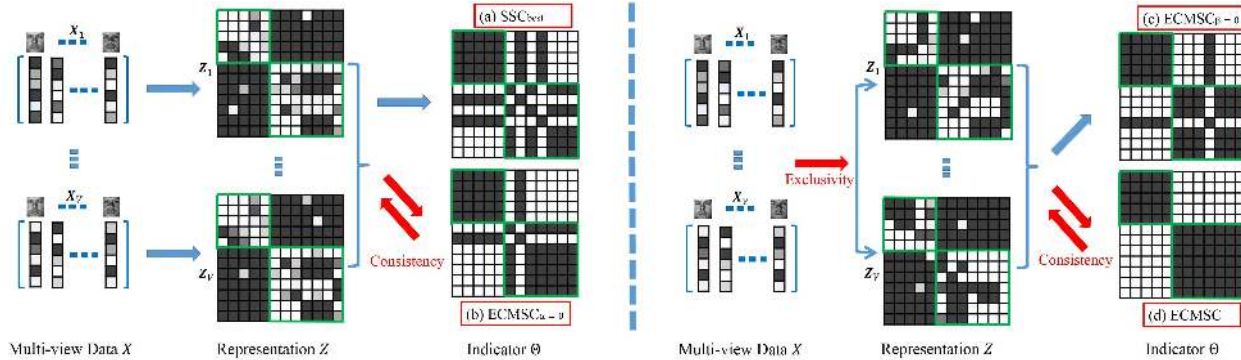 (a) SSCbest
X1
Z1
XV
ZV
Consistency
(b) ECMSCα = 0
Multi-view Data X
Representation Z
Indicator Θ
(c) ECMSCβ = 0
X1
Z1
Exclusivity
XV
ZV
Consistency
(d) ECMSC
Multi-view Data X
Representation Z
Indicator Θ